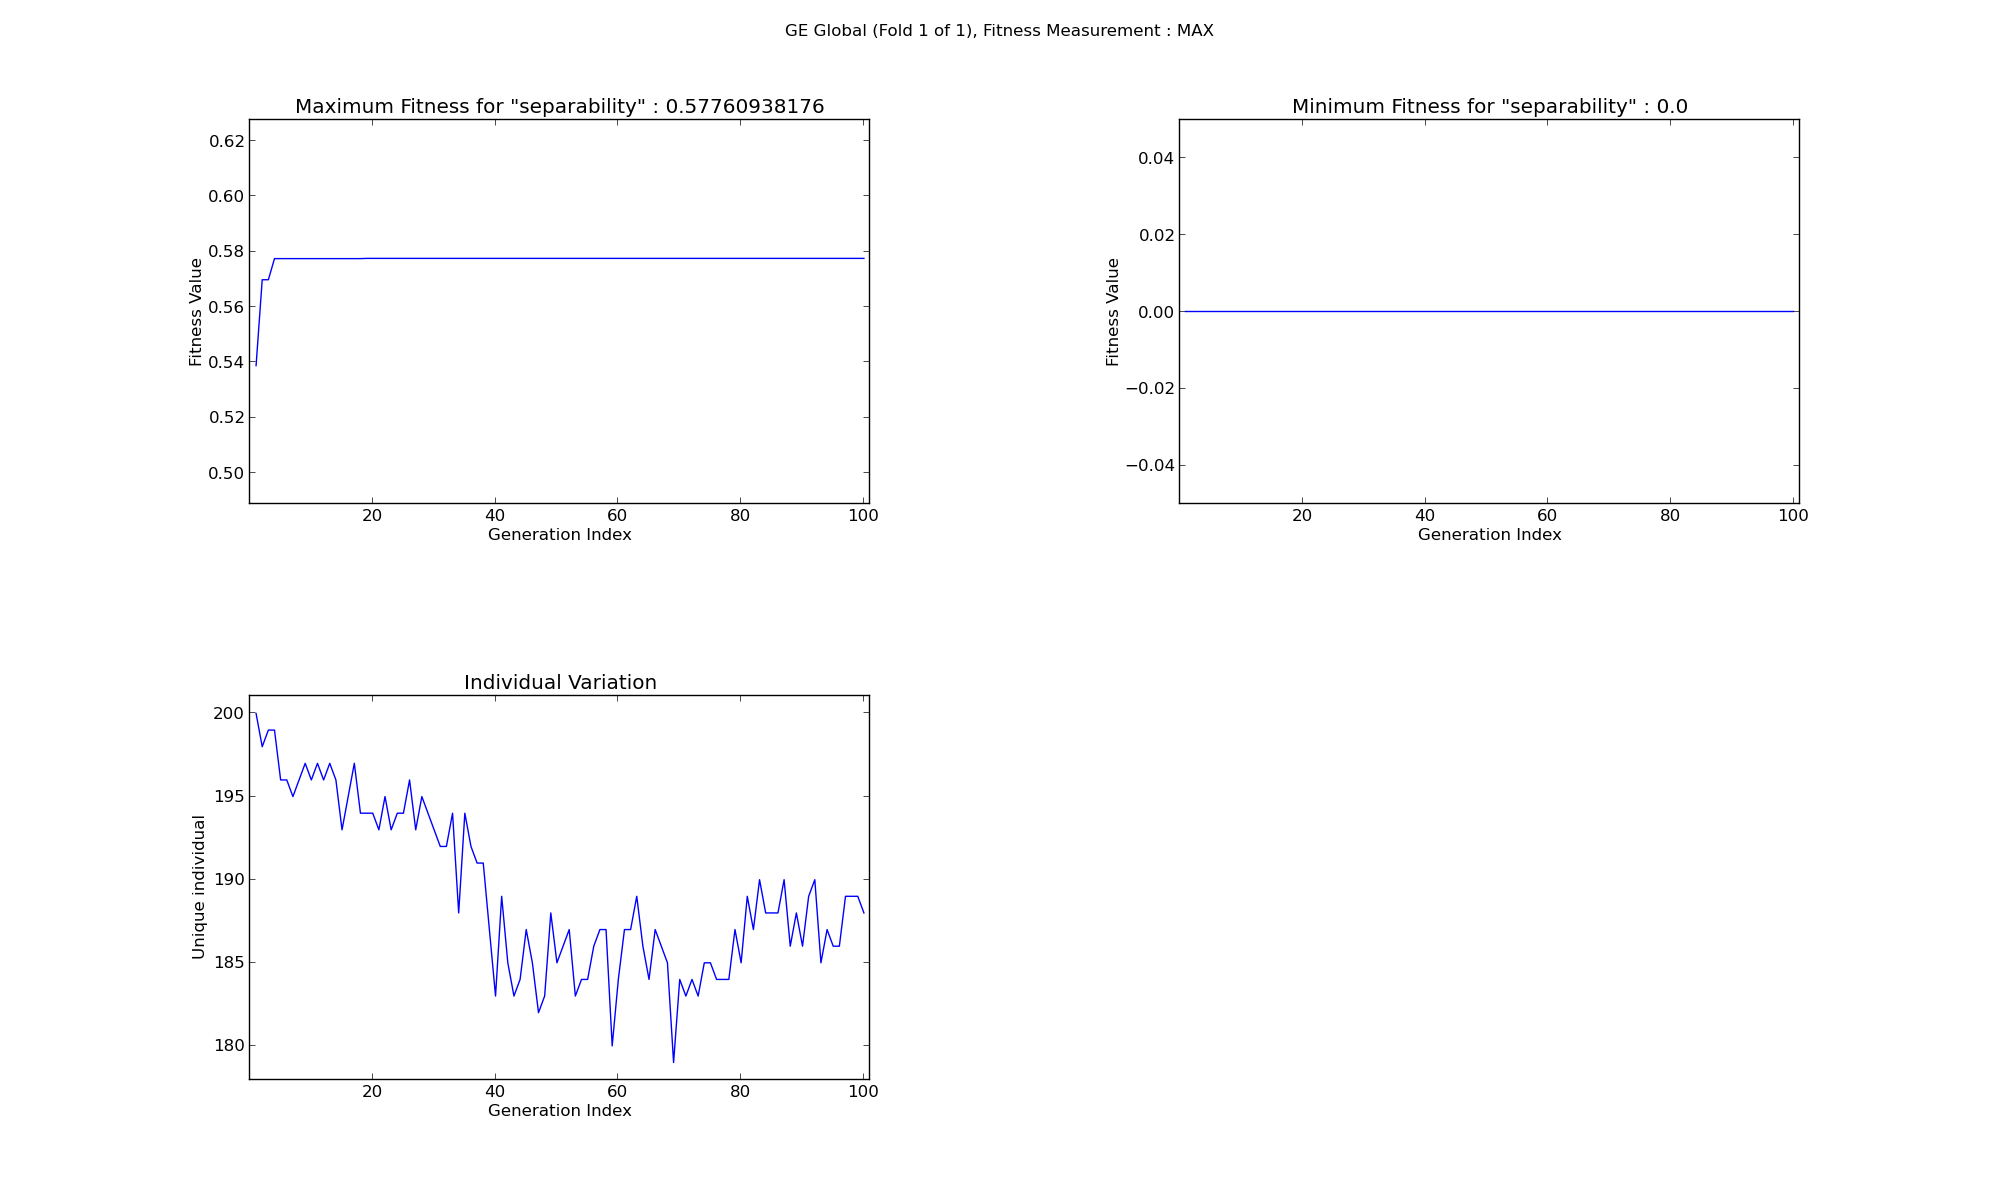 GE Global (Fold 1 of 1), Fitness Measurement : MAX
Maximum Fitness for "separability" : 0.57760938176
0.62
0.60
0.58
0.56
0.54
0.52
0.50
Fitness Value
20 40 60 80 100
Generation Index
Minimum Fitness for "separability" : 0.0
0.04
0.02
0.00
−0.02
−0.04
Fitness Value
20 40 60 80 100
Generation Index
Individual Variation
200
195
190
185
180
Unique individual
20 40 60 80 100
Generation Index